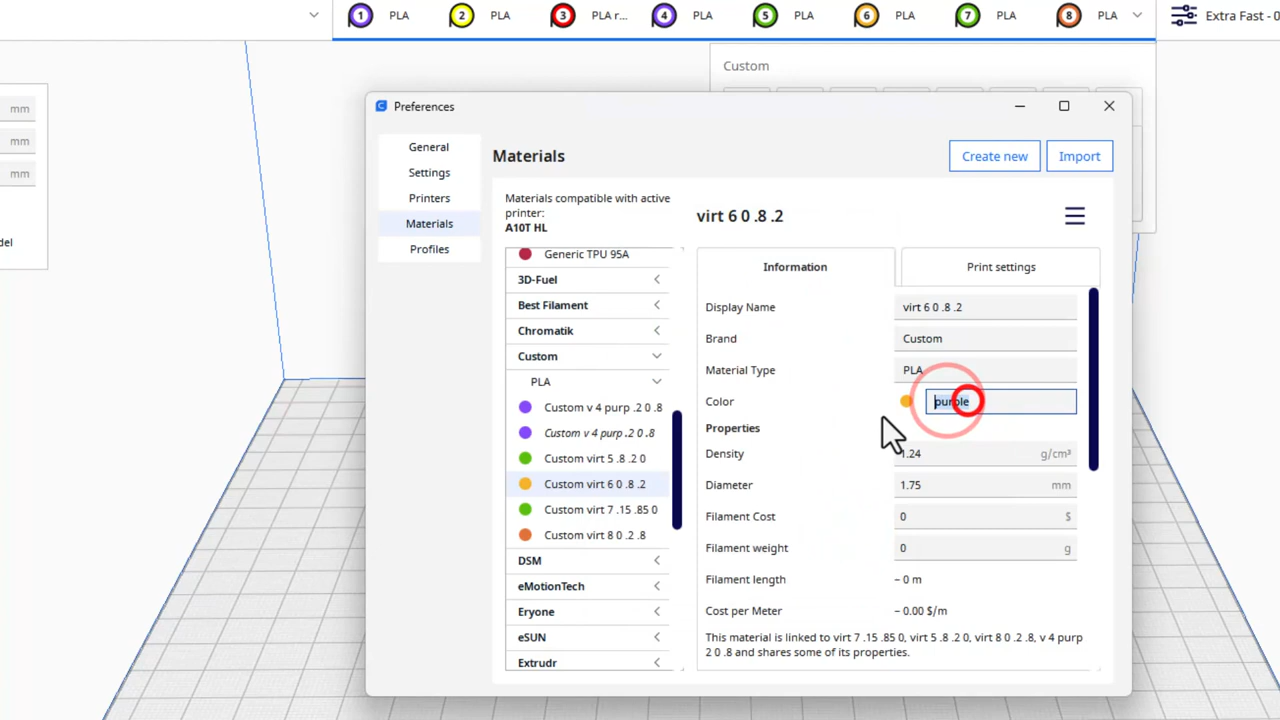 1 PLA 2 PLA 3 PLA r... 4 PLA 5 PLA 6 PLA 7 PLA 8 PLA Extra Fast - 0
Custom
mm
mm
mm
del
Preferences
General
Settings
Printers
Materials
Profiles
Materials
Create new
Import
Materials compatible with active
printer:
A10T HL
Generic TPU 95A
3D-Fuel
Best Filament
Chromatik
Custom
PLA
Custom v 4 purp .2 0 .8
Custom v 4 purp .2 0 .8
Custom virt 5 .8 .2 0
Custom virt 6 0 .8 .2
Custom virt 7 .15 .85 0
Custom virt 8 0 .2 .8
DSM
eMotionTech
Eryone
eSUN
Extrudr
virt 6 0 .8 .2
Information
Print settings
Display Name virt 6 0 .8 .2
Brand Custom
Material Type PLA
Color purple
Properties
Density 1.24 g/cm³
Diameter 1.75 mm
Filament Cost 0 $
Filament weight 0 g
Filament length ~ 0 m
Cost per Meter ~ 0.00 $/m
This material is linked to virt 7 .15 .85 0, virt 5 .8 .2 0, virt 8 0 .2 .8, v 4 purp
.2 0 .8 and shares some of its properties.